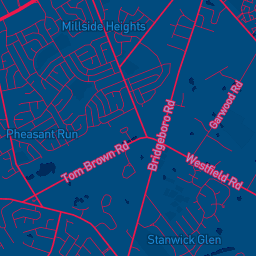 Millside Heights
Garwood Rd
Pheasant Run
Bridgeboro Rd
Tom Brown Rd
Westfield Rd
Stanwick Glen